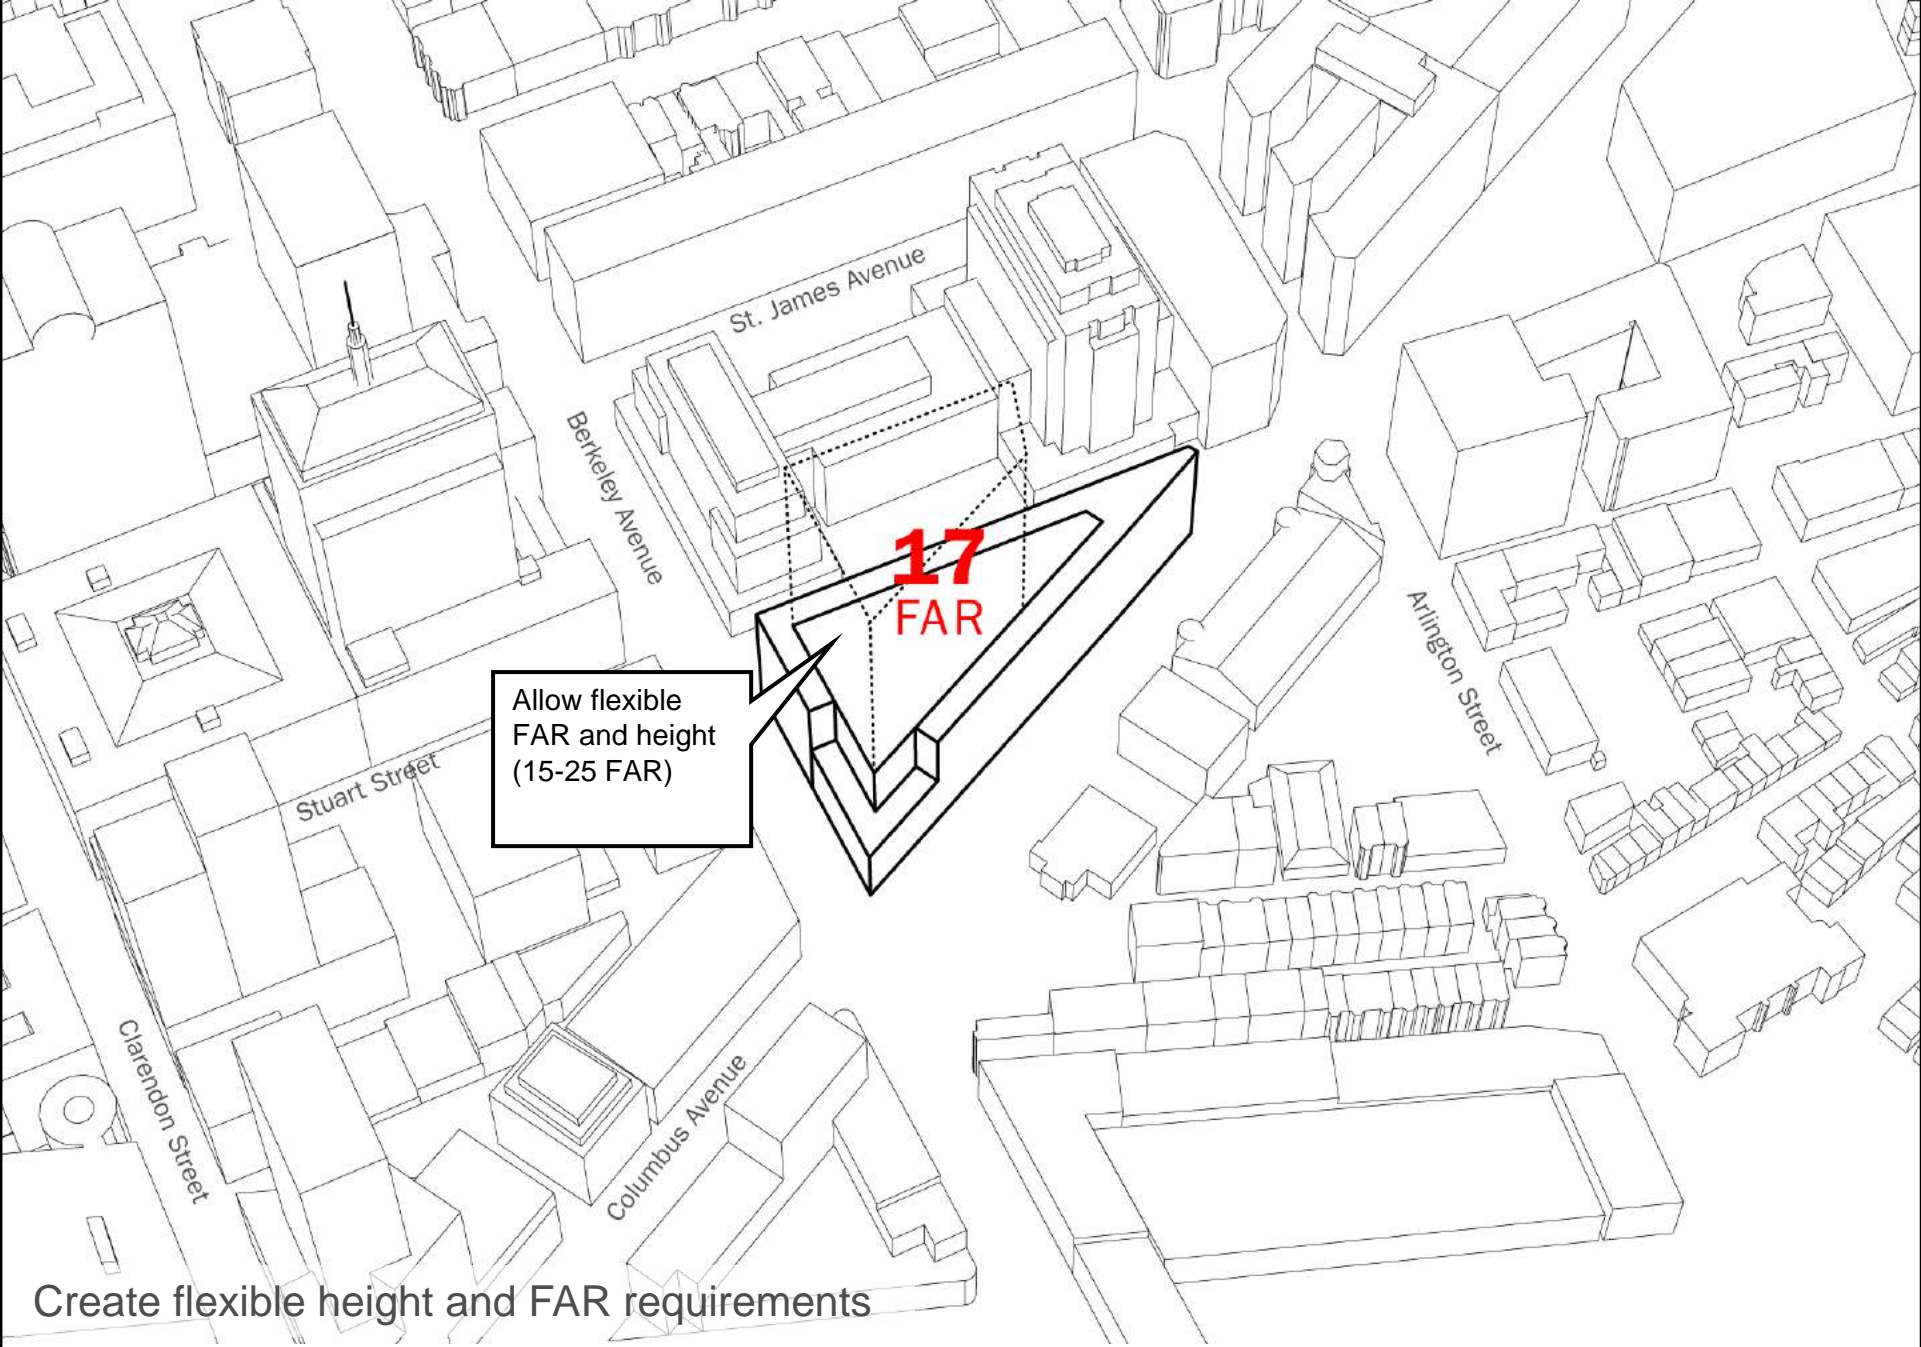 St. James Avenue
Berkeley Avenue
17
FAR
Arlington Street
Allow flexible
FAR and height
(15-25 FAR)
Stuart Street
Clarendon Street
Columbus Avenue
Create flexible height and FAR requirements